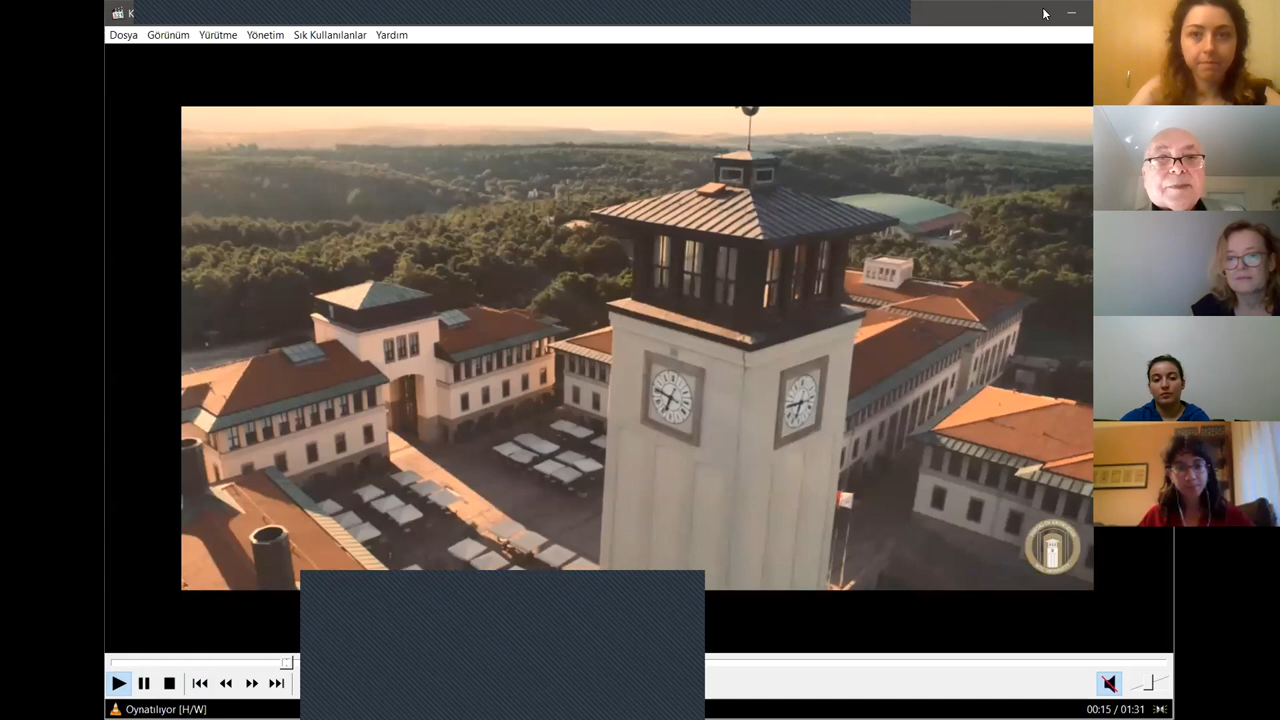 K
Dosya Görünüm Yürütme Yönetim Sık Kullanılanlar Yardım
Oynatılıyor [H/W]
00:15 / 01:31